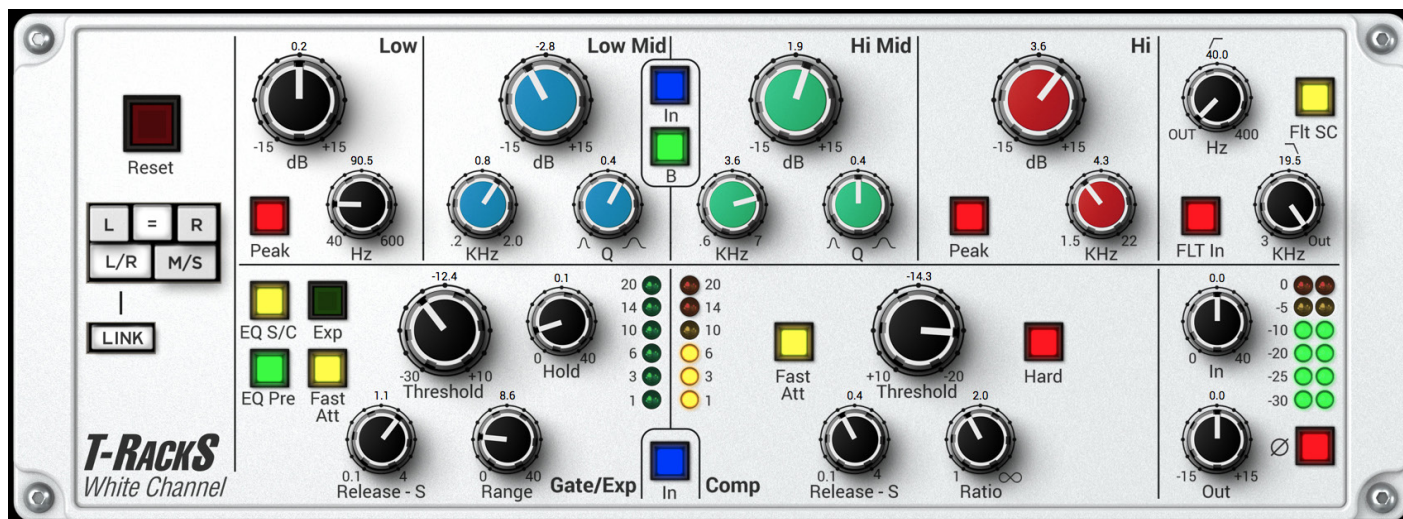 Reset
L = R
L/R M/S
LINK
T-RackS
White Channel
Low
0.2
-15 +15
dB
90.5
Peak
40 600
Hz
Low Mid
-2.8
-15 +15
dB
0.8
.2 2.0
KHz
0.4
Q
In
B
Hi Mid
1.9
-15 +15
dB
3.6
.6 7
KHz
0.4
Q
Hi
3.6
-15 +15
dB
Peak
4.3
1.5 22
KHz
40.0
OUT 400
Hz
Flt SC
19.5
FLT In
3 Out
KHz
EQ S/C
Exp
EQ Pre
Fast
Att
-12.4
-30 +10
Threshold
0.1
0 40
Hold
1.1
0.1 4
Release - S
8.6
0 40
Range
Gate/Exp
20
14
10
6
3
1
In
20
14
10
6
3
1
Comp
Fast
Att
-14.3
+10 -20
Threshold
Hard
0.4
0.1 4
Release - S
2.0
1 ∞
Ratio
0.0
0 40
In
0
-5
-10
-20
-25
-30
0.0
-15 +15
Out
Ø